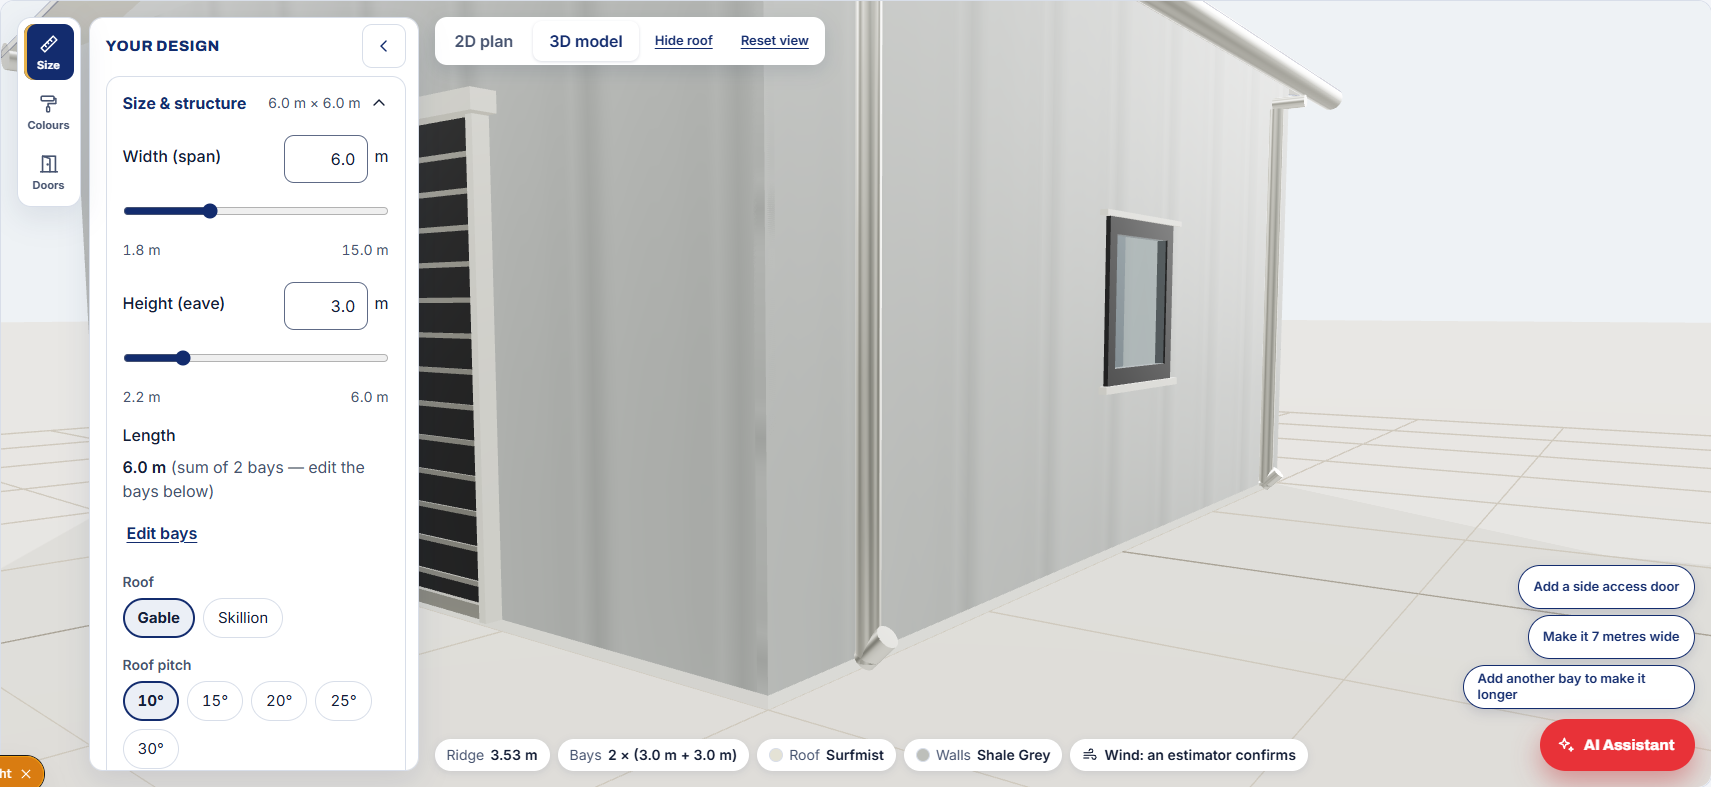 Size
Colours
Doors
YOUR DESIGN
Size & structure 6.0 m × 6.0 m
Width (span) 6.0 m
1.8 m 15.0 m
Height (eave) 3.0 m
2.2 m 6.0 m
Length
6.0 m (sum of 2 bays — edit the
bays below)
Edit bays
Roof
Gable Skillion
Roof pitch
10° 15° 20° 25°
30°
2D plan 3D model Hide roof Reset view
Add a side access door
Make it 7 metres wide
Add another bay to make it
longer
AI Assistant
Ridge 3.53 m Bays 2 × (3.0 m + 3.0 m) Roof Surfmist Walls Shale Grey Wind: an estimator confirms
ht ×